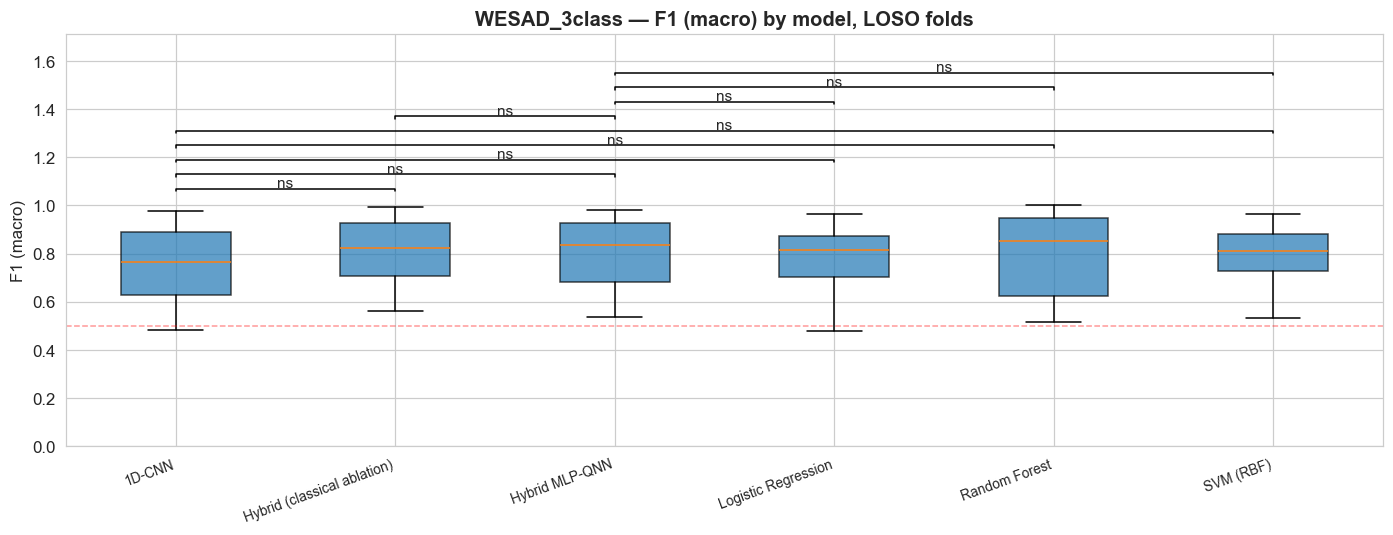 WESAD_3class — F1 (macro) by model, LOSO folds
F1 (macro)
1.6
1.4
1.2
1.0
0.8
0.6
0.4
0.2
0.0
ns
ns
ns
ns
ns
ns
ns
ns
ns
1D-CNN
Hybrid (classical ablation)
Hybrid MLP-QNN
Logistic Regression
Random Forest
SVM (RBF)